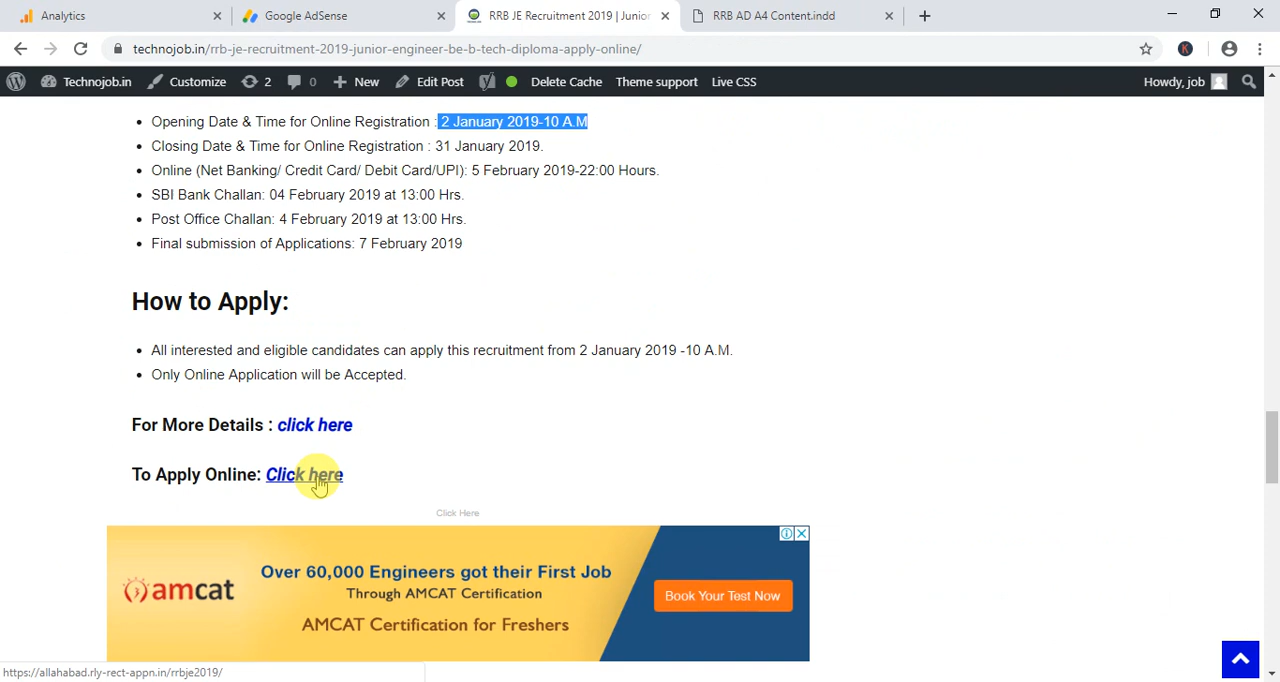 Analytics
Google AdSense
RRB JE Recruitment 2019 | Junior
RRB AD A4 Content.indd
technojob.in/rrb-je-recruitment-2019-junior-engineer-be-b-tech-diploma-apply-online/
Technojob.in Customize 2 0 New Edit Post Delete Cache Theme support Live CSS Howdy, job
Opening Date & Time for Online Registration : 2 January 2019-10 A.M
Closing Date & Time for Online Registration : 31 January 2019.
Online (Net Banking/ Credit Card/ Debit Card/UPI): 5 February 2019-22:00 Hours.
SBI Bank Challan: 04 February 2019 at 13:00 Hrs.
Post Office Challan: 4 February 2019 at 13:00 Hrs.
Final submission of Applications: 7 February 2019
How to Apply:
All interested and eligible candidates can apply this recruitment from 2 January 2019 -10 A.M.
Only Online Application will be Accepted.
For More Details : click here
To Apply Online: Click here
Click Here
amcat
Over 60,000 Engineers got their First Job
Through AMCAT Certification
AMCAT Certification for Freshers
Book Your Test Now
https://allahabad.rly-rect-appn.in/rrbje2019/